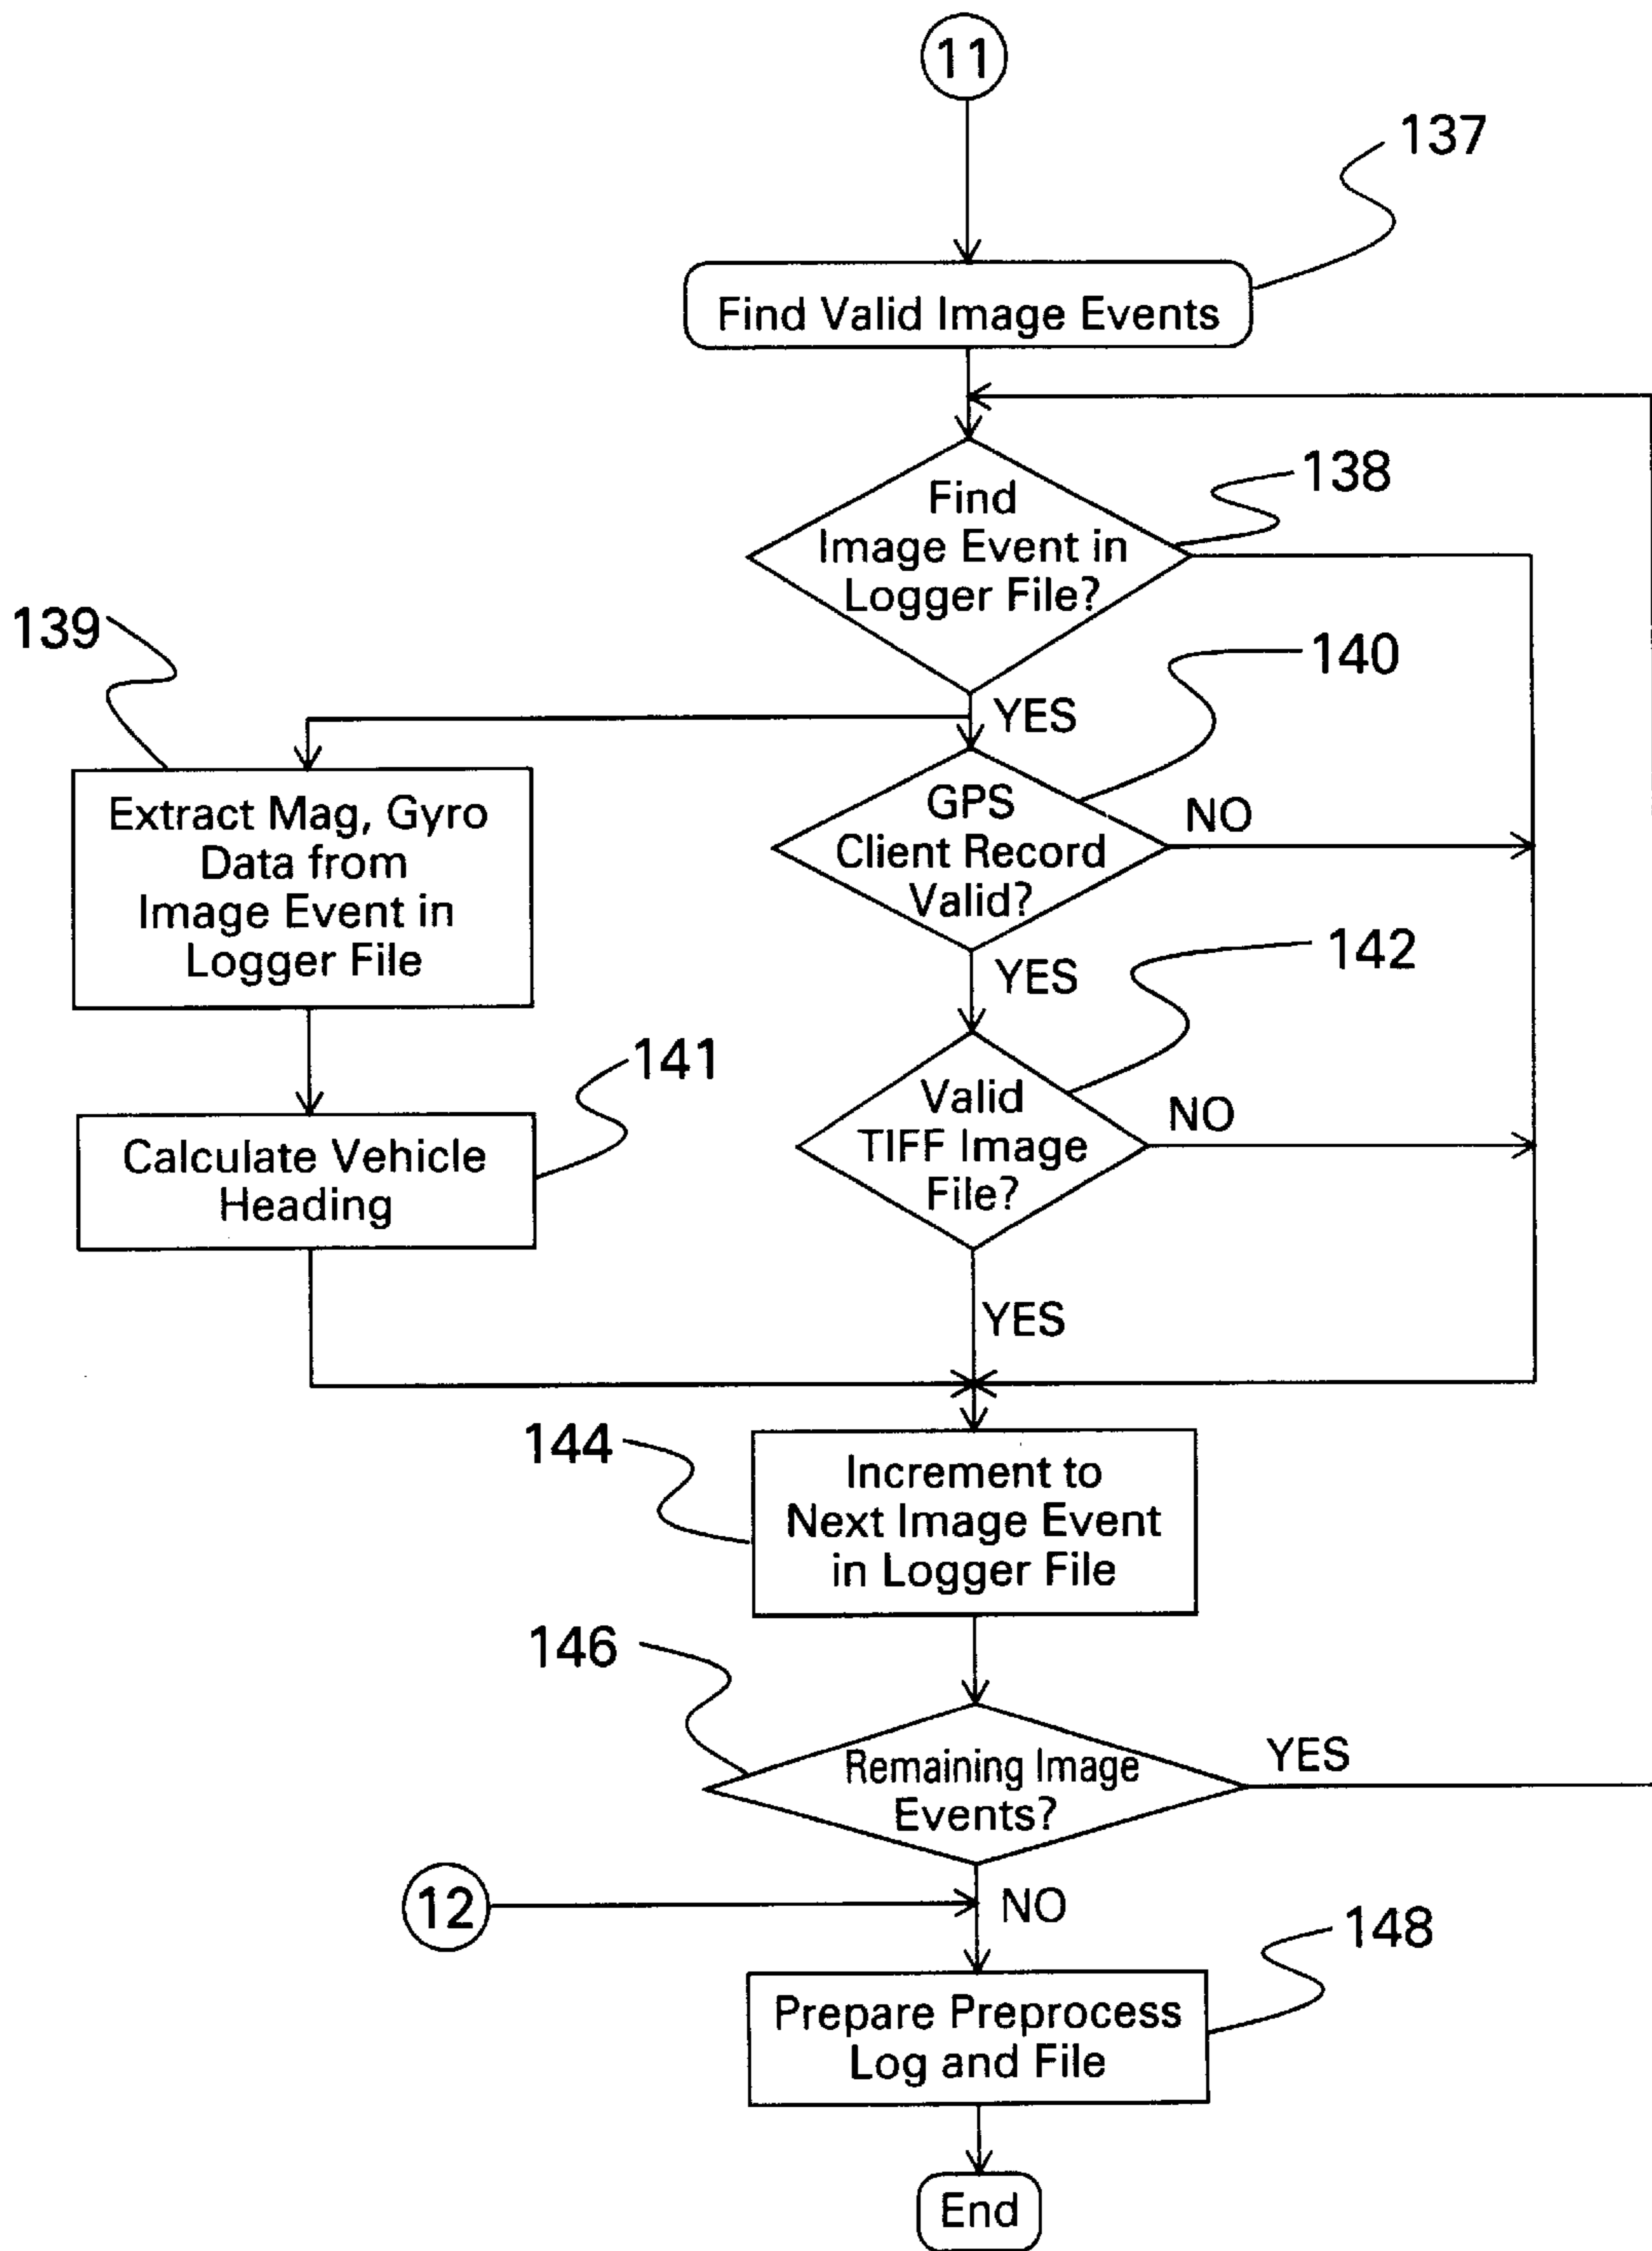 11
137
Find Valid Image Events
138
Find
Image Event in
Logger File?
139
140
YES
Extract Mag, Gyro
Data from
Image Event in
Logger File
GPS
Client Record
Valid?
NO
142
YES
141
Valid
TIFF Image
File?
NO
Calculate Vehicle
Heading
YES
144
Increment to
Next Image Event
in Logger File
146
Remaining Image
Events?
YES
12
NO
148
Prepare Preprocess
Log and File
End